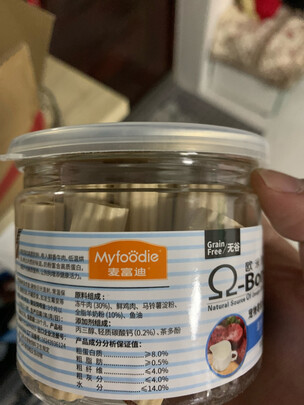 Myfoodie
麦富迪
原料组成：
冻牛肉（30%）、鲜鸡肉、马铃薯淀粉、
全脂羊奶粉（10%）、鱼油
添加剂组成：
丙三醇、轻质碳酸钙（0.2%）、茶多酚
产品成分分析保证值：
粗蛋白质 ≥8.0%
粗脂肪 ≥0.5%
粗纤维 ≤4.0%
粗灰分 ≤4.0%
水分 ≤14.0%
Grain Free/无谷
欧
Ω-Bo
Natural Source Of